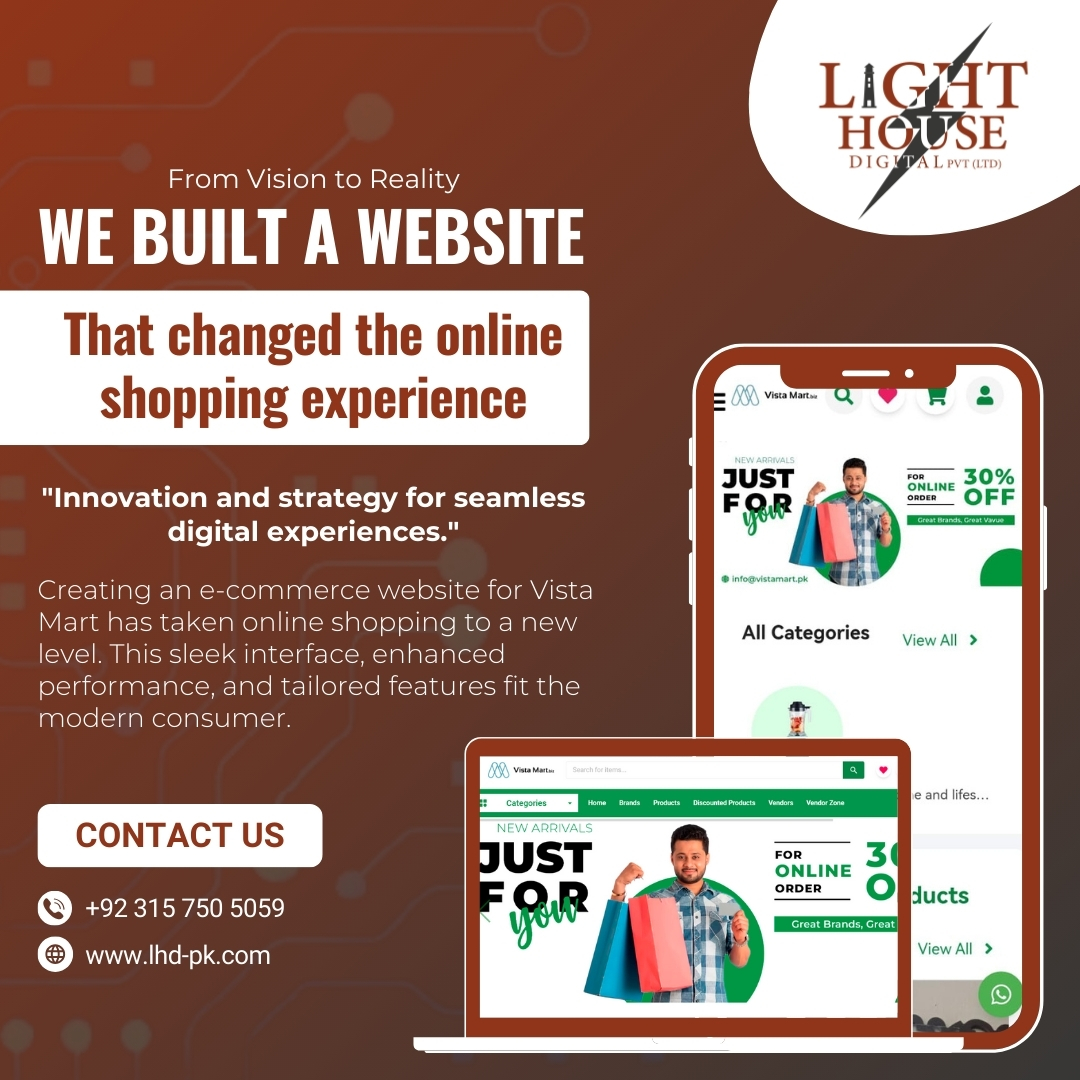 LIGHT
HOUSE
DIGITAL PVT (LTD)
From Vision to Reality
WE BUILT A WEBSITE
That changed the online
shopping experience
"Innovation and strategy for seamless
digital experiences."
Creating an e-commerce website for Vista
Mart has taken online shopping to a new
level. This sleek interface, enhanced
performance, and tailored features fit the
modern consumer.
CONTACT US
+92 315 750 5059
www.lhd-pk.com
Vista Mart.biz
NEW ARRIVALS
JUST
FOR
you
FOR
ONLINE
ORDER
30%
OFF
Great Brands, Great Vavue
info@vistamart.pk
All Categories
View All
e and lifes...
ducts
View All
Vista Mart.biz
Search for items...
Categories
Home Brands Products Discounted Products Vendors Vendor Zone
NEW ARRIVALS
JUST
FOR
you
FOR
ONLINE
ORDER
3
O
Great Brands, Great